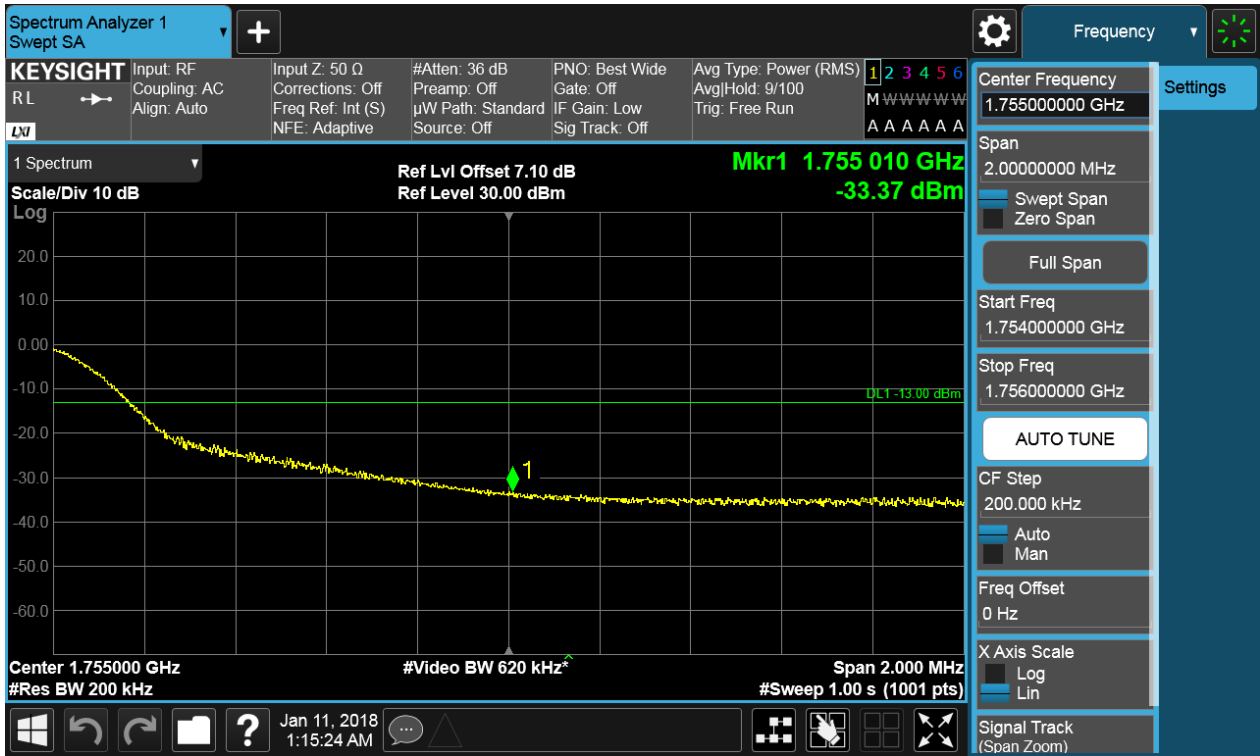 Spectrum Analyzer 1
Swept SA
+
Frequency
KEYSIGHT
R L
LXI
Input: RF
Coupling: AC
Align: Auto
Input Z: 50 Ω
Corrections: Off
Freq Ref: Int (S)
NFE: Adaptive
#Atten: 36 dB
Preamp: Off
µW Path: Standard
Source: Off
PNO: Best Wide
Gate: Off
IF Gain: Low
Sig Track: Off
Avg Type: Power (RMS)
Avg|Hold: 9/100
Trig: Free Run
1 2 3 4 5 6
M W W W W W
A A A A A A
1 Spectrum
Scale/Div 10 dB
Log
Ref Lvl Offset 7.10 dB
Ref Level 30.00 dBm
Mkr1 1.755 010 GHz
-33.37 dBm
20.0
10.0
0.00
-10.0
-20.0
-30.0
-40.0
-50.0
-60.0
DL1 -13.00 dBm
1
Center 1.755000 GHz
#Res BW 200 kHz
#Video BW 620 kHz*
Span 2.000 MHz
#Sweep 1.00 s (1001 pts)
Center Frequency
1.755000000 GHz
Span
2.00000000 MHz
Swept Span
Zero Span
Full Span
Start Freq
1.754000000 GHz
Stop Freq
1.756000000 GHz
AUTO TUNE
CF Step
200.000 kHz
Auto
Man
Freq Offset
0 Hz
X Axis Scale
Log
Lin
Signal Track
(Span Zoom)
Settings
?
Jan 11, 2018
1:15:24 AM